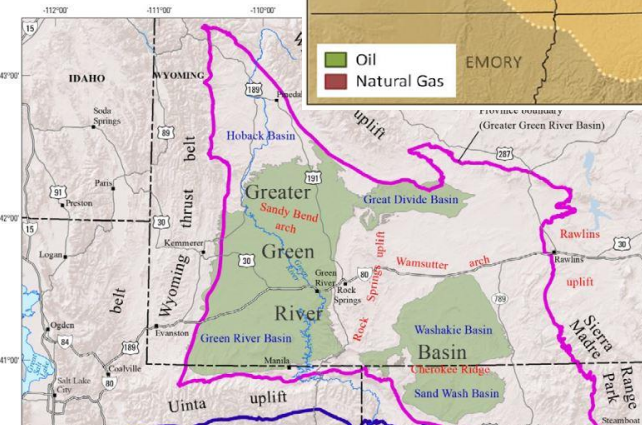 -112°00'
-111°00'
-110°00'
15
Oil
Natural Gas
EMORY
43°00'
IDAHO
WYOMING
189
Pinedal
Soda
Springs
89
uplift
Province boundary
(Greater Green River Basin)
Hoback Basin
belt
287
91
Paris
Preston
191
Greater
Great Divide Basin
thrust
Sandy Bend
arch
42°00'
15
30
Kemmerer
Logan
Green
30
Wyoming
Green
River
80
Rock
Springs
Rock Springs uplift
Wamsutter arch
Rawlins
30
Rawlins
uplift
belt
River
789
Ogden
84
189
Evanston
Green River Basin
Washakie Basin
Basin
Sierra
Madre
41°00'
Coalville
80
Manila
Cherokee Ridge
Salt Lake
City
Uinta uplift
Sand Wash Basin
Park
Range
Steamboat